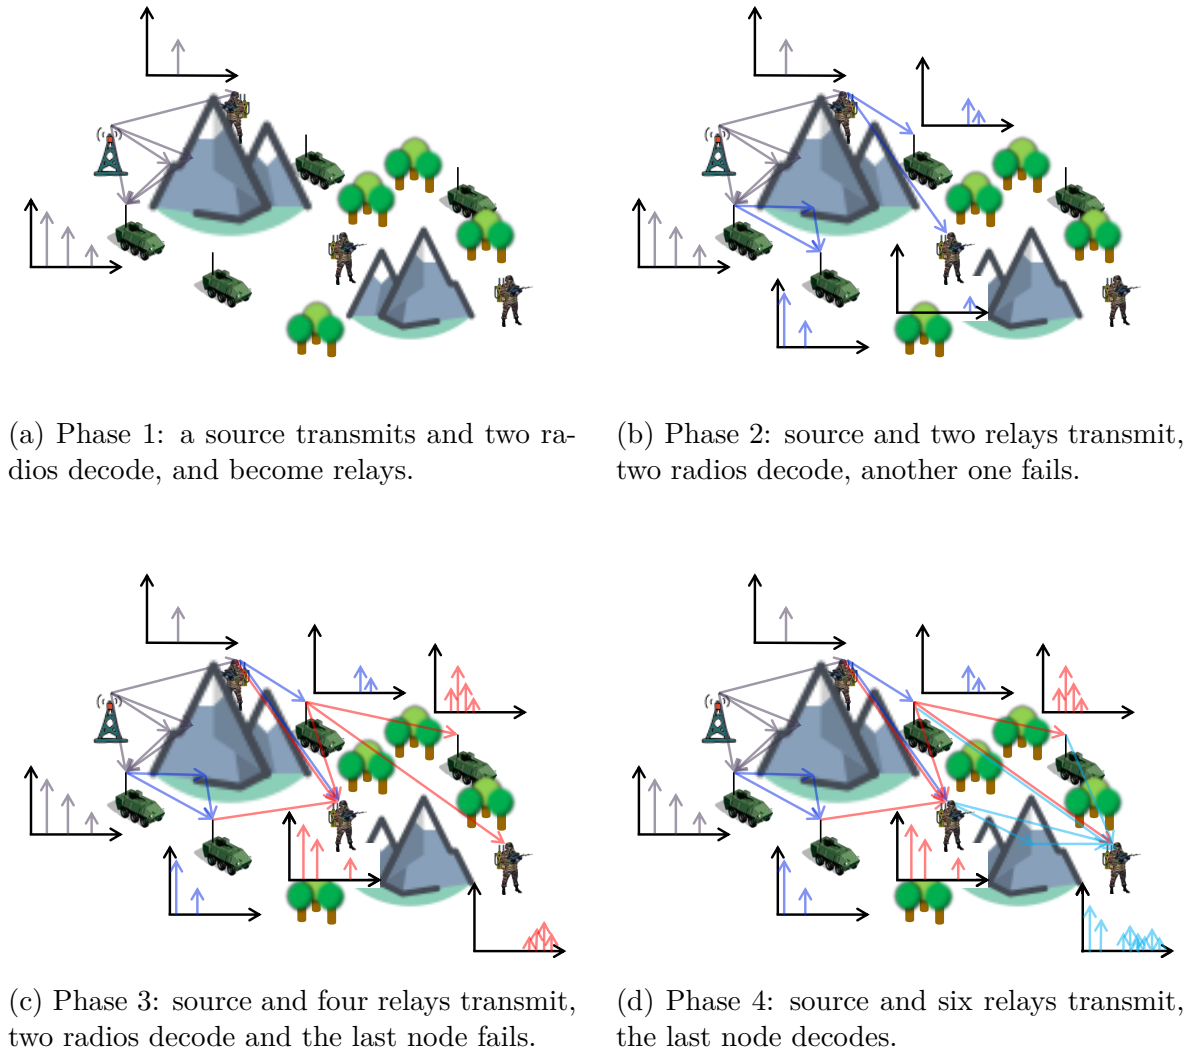 (a) Phase 1: a source transmits and two ra-
dios decode, and become relays.
(b) Phase 2: source and two relays transmit,
two radios decode, another one fails.
(c) Phase 3: source and four relays transmit,
two radios decode and the last node fails.
(d) Phase 4: source and six relays transmit,
the last node decodes.